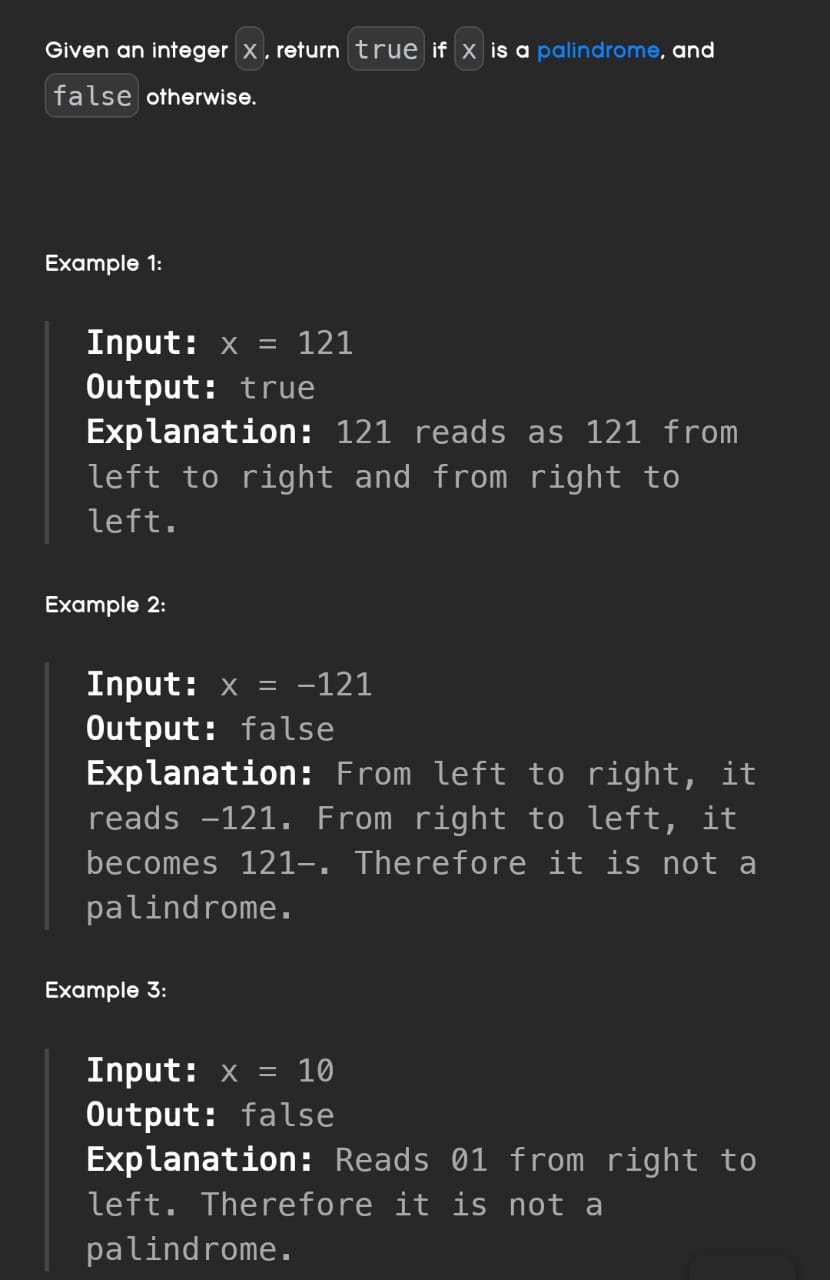 Given an integer x, return true if x is a palindrome, and
false otherwise.
Example 1:
Input: x = 121
Output: true
Explanation: 121 reads as 121 from
left to right and from right to
left.
Example 2:
Input: x = −121
Output: false
Explanation: From left to right, it
reads −121. From right to left, it
becomes 121−. Therefore it is not a
palindrome.
Example 3:
Input: x = 10
Output: false
Explanation: Reads 01 from right to
left. Therefore it is not a
palindrome.